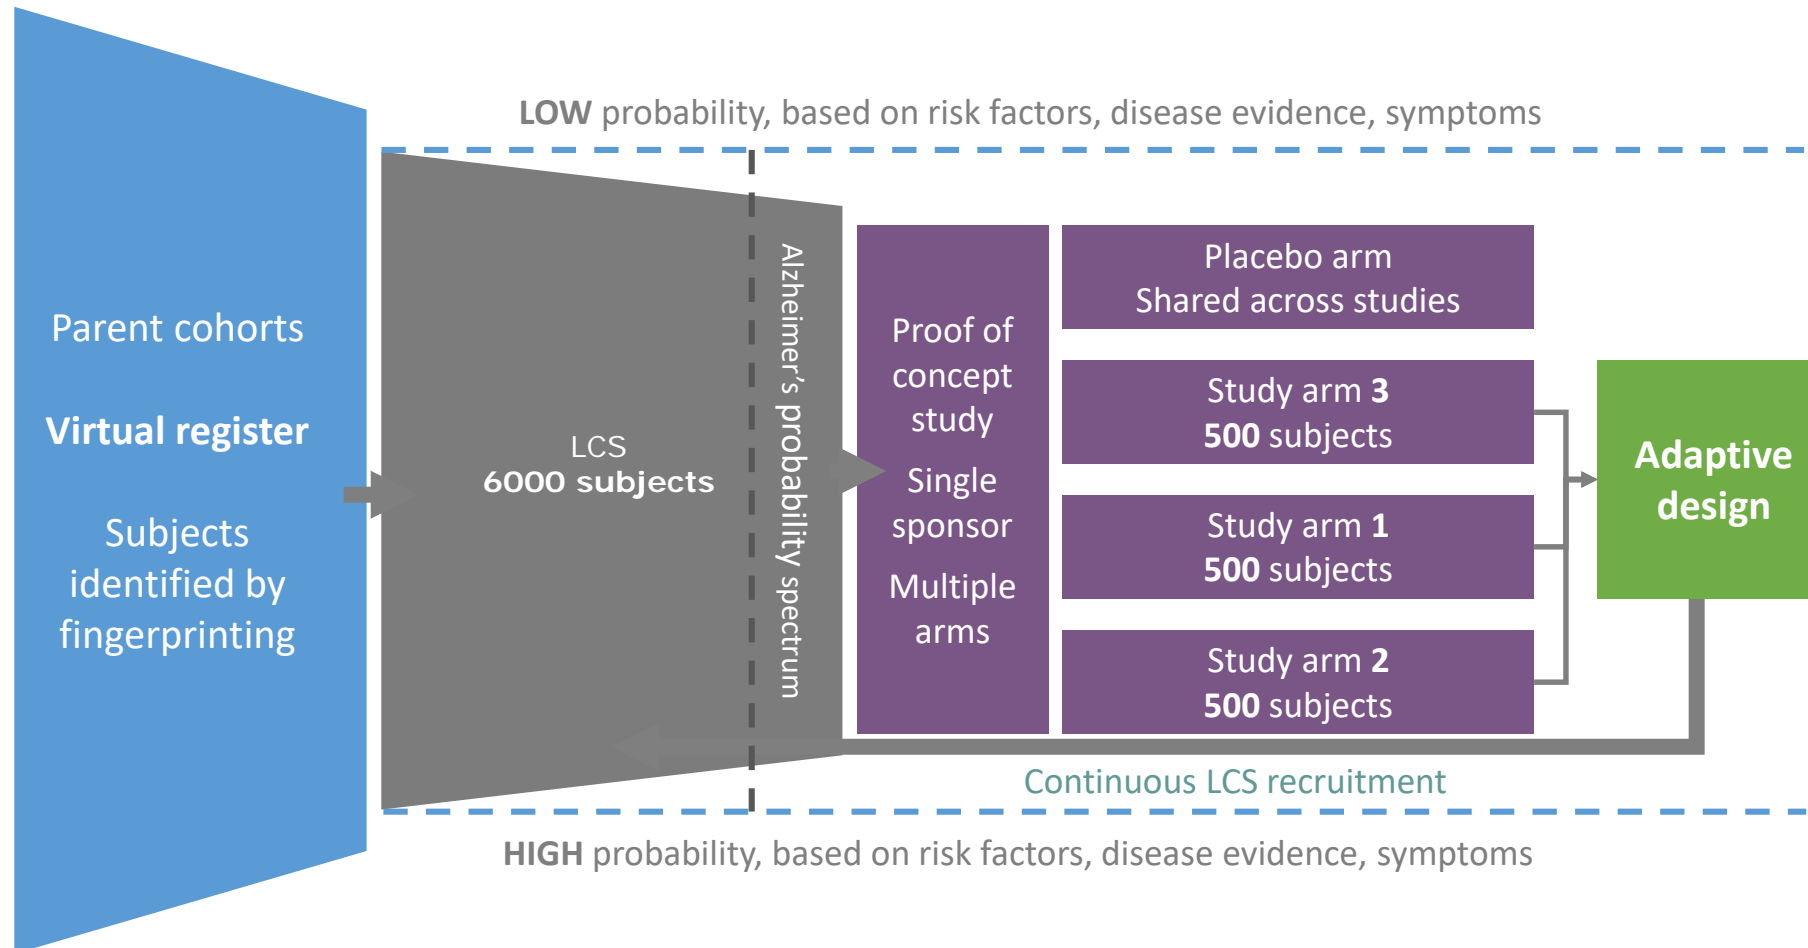 LOW probability, based on risk factors, disease evidence, symptoms
Parent cohorts
Virtual register
Subjects
identified by
fingerprinting
LCS
6000 subjects
Alzheimer's probability spectrum
Proof of
concept
study
Single
sponsor
Multiple
arms
Placebo arm
Shared across studies
Study arm 3
500 subjects
Study arm 1
500 subjects
Study arm 2
500 subjects
Adaptive
design
Continuous LCS recruitment
HIGH probability, based on risk factors, disease evidence, symptoms